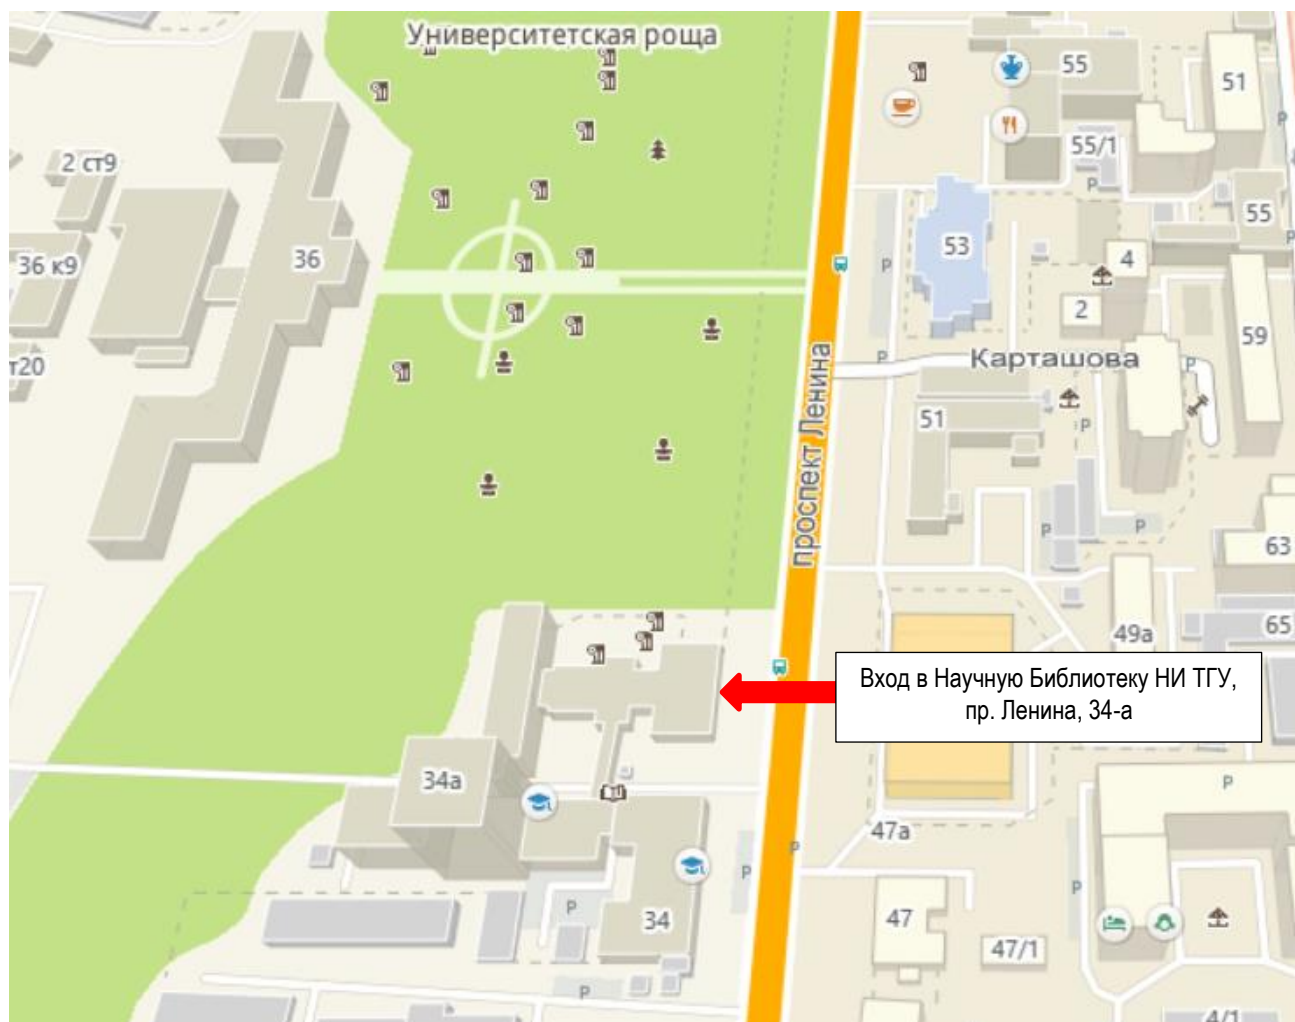 Университетская роща
55
51
2 ст9
55/1
P
P
55
36
53
36 к9
P
4
2
59
т20
P
Карташова
P
проспект Ленина
51
P
P
P
63
49а
65
Вход в Научную Библиотеку НИ ТГУ,
пр. Ленина, 34-а
34а
P
47а
P
P
P
P
34
47
47/1
P
4/1